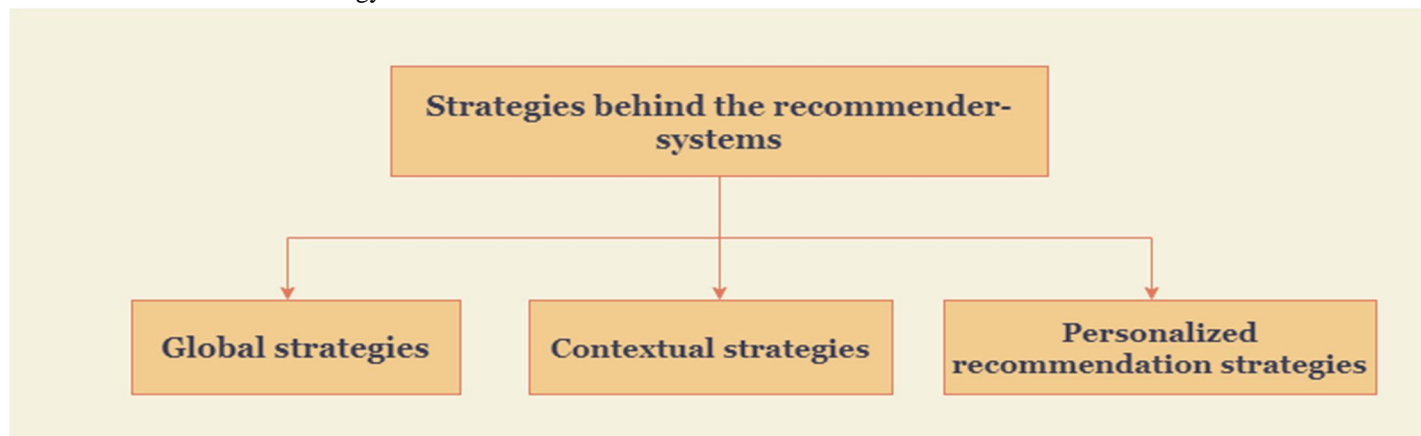 Strategies behind the recommender-
systems
Global strategies
Contextual strategies
Personalized
recommendation strategies